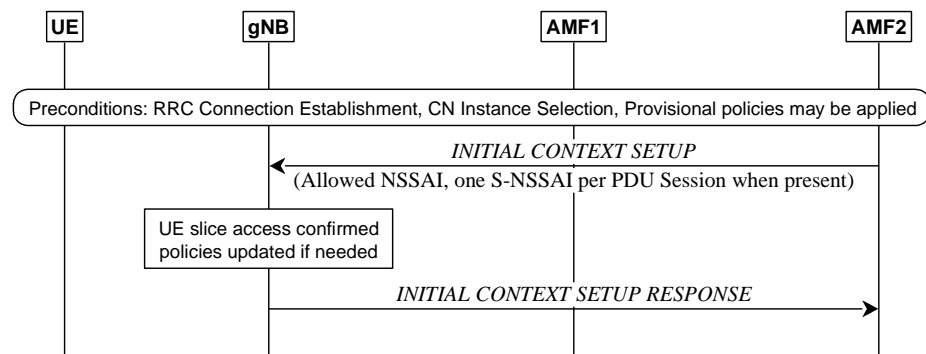 UE gNB AMF1 AMF2
Preconditions: RRC Connection Establishment, CN Instance Selection, Provisional policies may be applied
INITIAL CONTEXT SETUP
(Allowed NSSAI, one S-NSSAI per PDU Session when present)
UE slice access confirmed
policies updated if needed
INITIAL CONTEXT SETUP RESPONSE